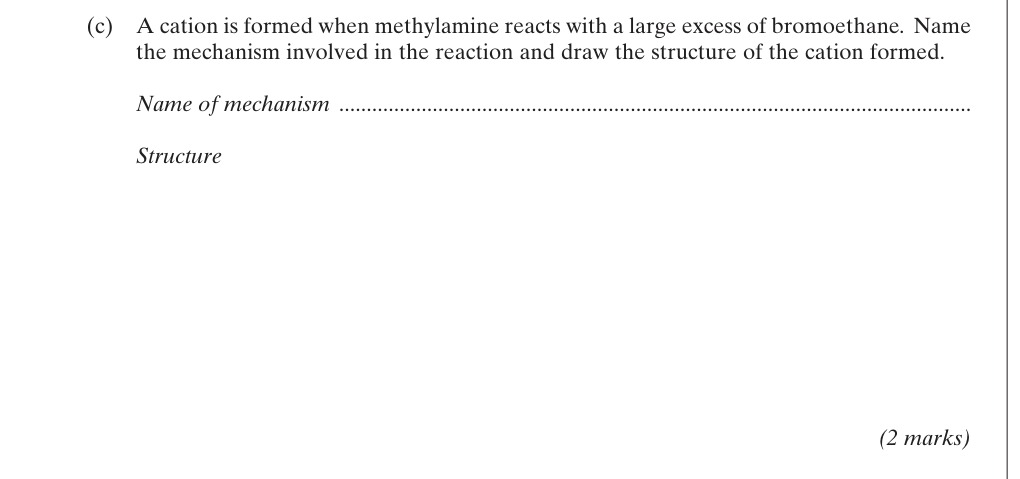 (c) A cation is formed when methylamine reacts with a large excess of bromoethane. Name
the mechanism involved in the reaction and draw the structure of the cation formed.
Name of mechanism ....................................................................................................................
Structure
(2 marks)